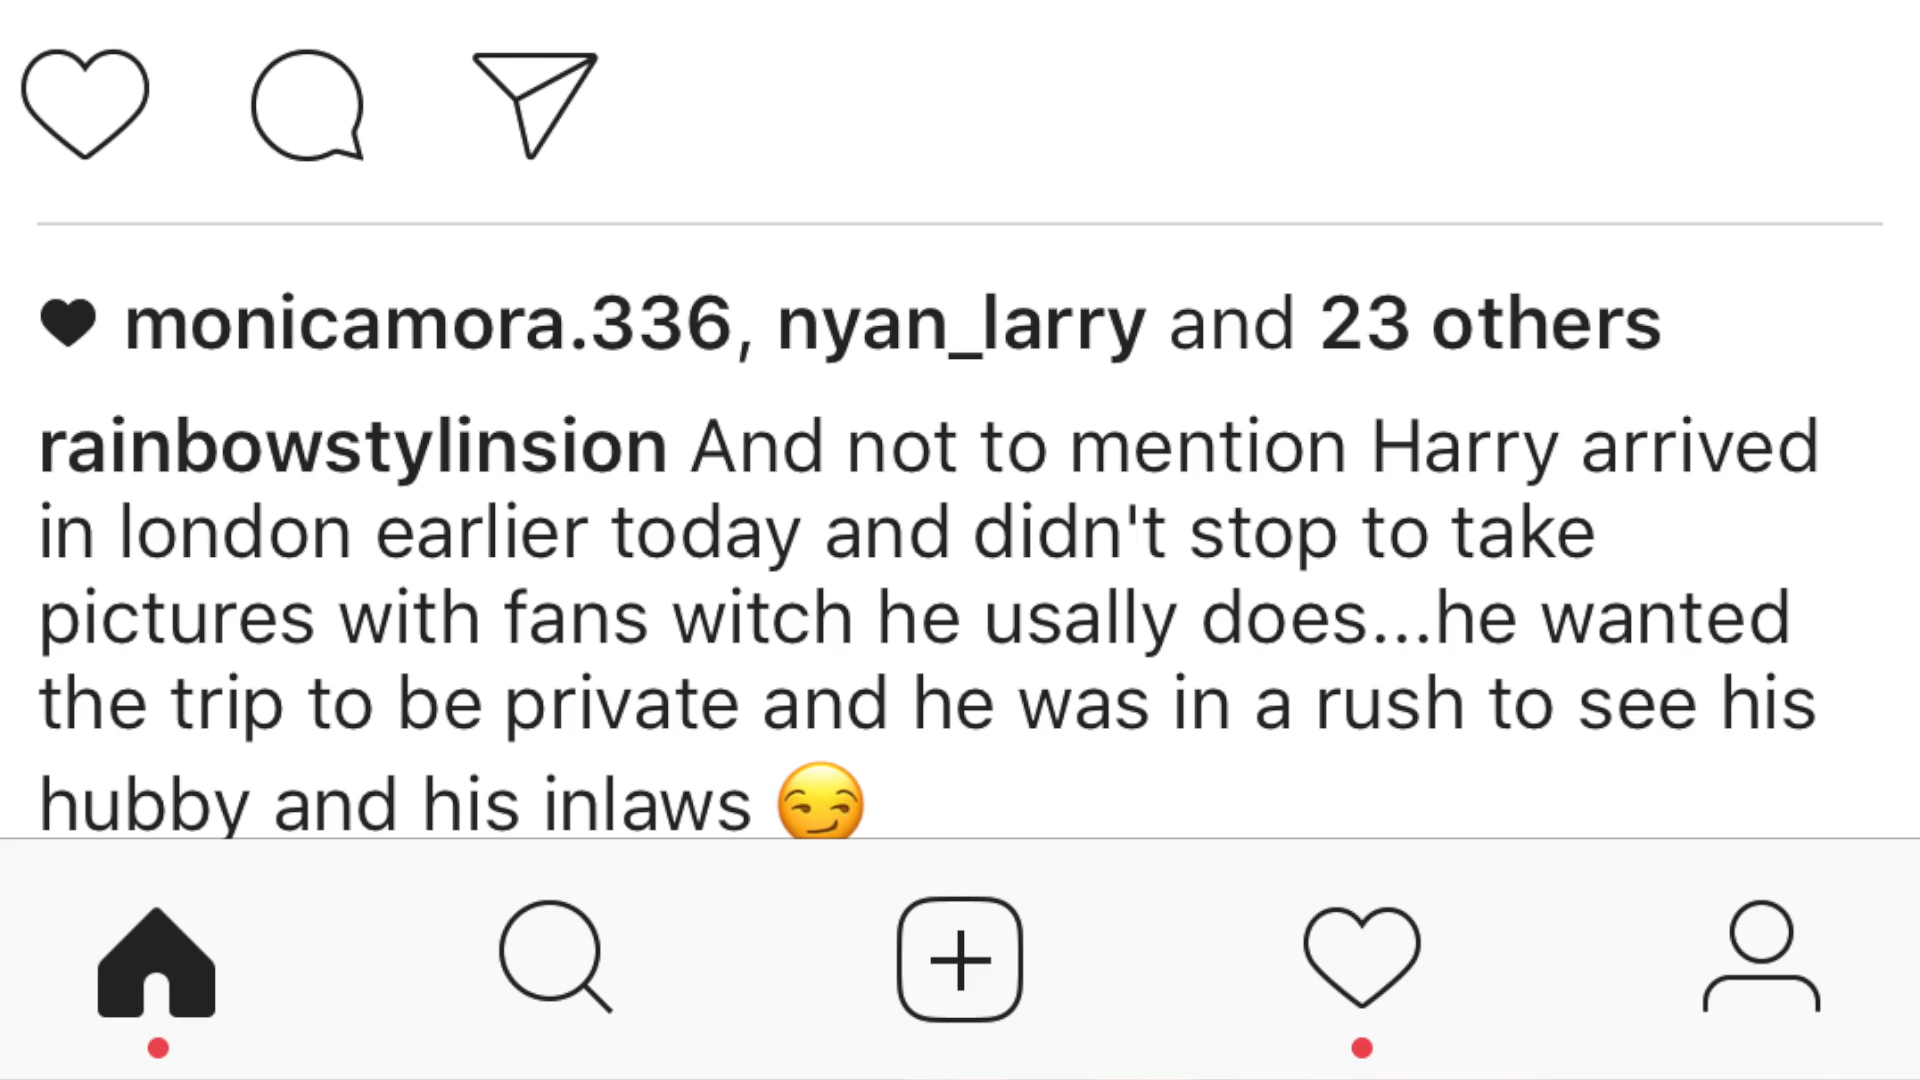 monicamora.336, nyan_larry and 23 others
rainbowstylinsion And not to mention Harry arrived
in london earlier today and didn't stop to take
pictures with fans witch he usally does...he wanted
the trip to be private and he was in a rush to see his
hubby and his inlaws 😏